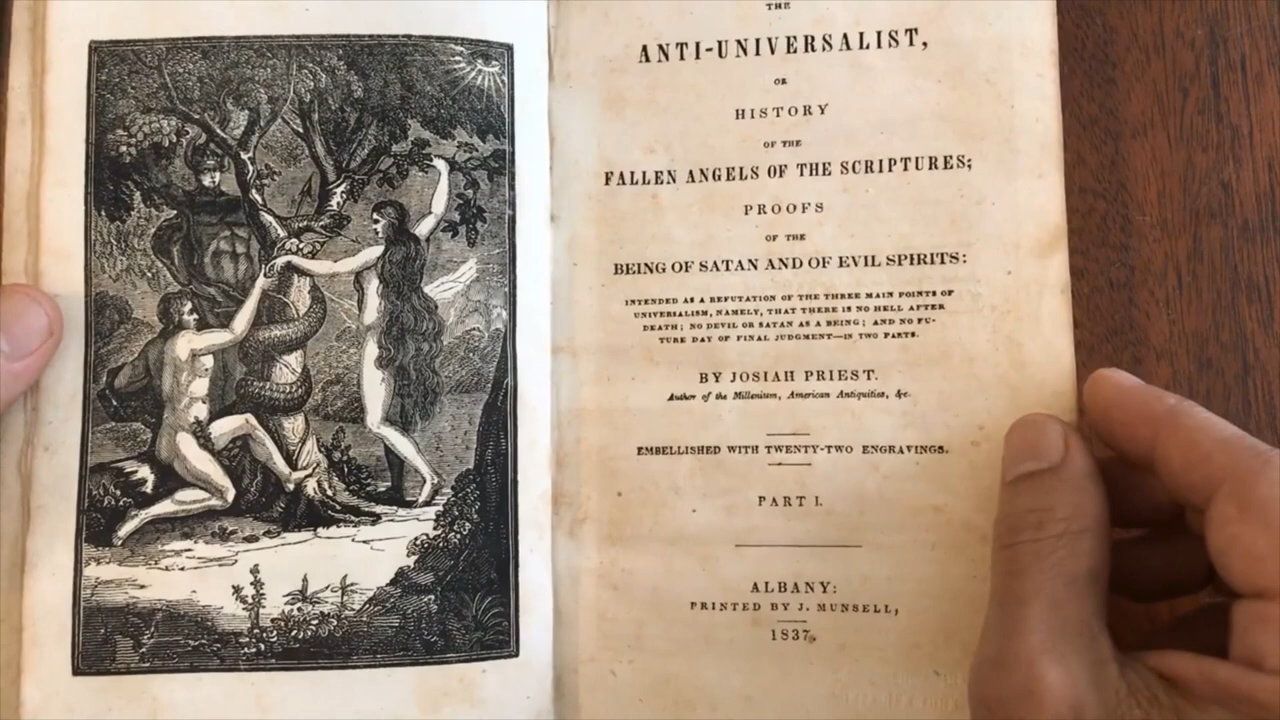 THE
ANTI-UNIVERSALIST,
OR
HISTORY
OF THE
FALLEN ANGELS OF THE SCRIPTURES;
PROOFS
OF THE
BEING OF SATAN AND OF EVIL SPIRITS:
INTENDED AS A REFUTATION OF THE THREE MAIN POINTS OF
UNIVERSALISM, NAMELY, THAT THERE IS NO HELL AFTER
DEATH; NO DEVIL OR SATAN AS A BEING; AND NO FU-
TURE DAY OF FINAL JUDGMENT—IN TWO PARTS.
BY JOSIAH PRIEST.
Author of the Millenium, American Antiquities, &c.
EMBELLISHED WITH TWENTY-TWO ENGRAVINGS.
PART I.
ALBANY:
PRINTED BY J. MUNSELL,
1837.